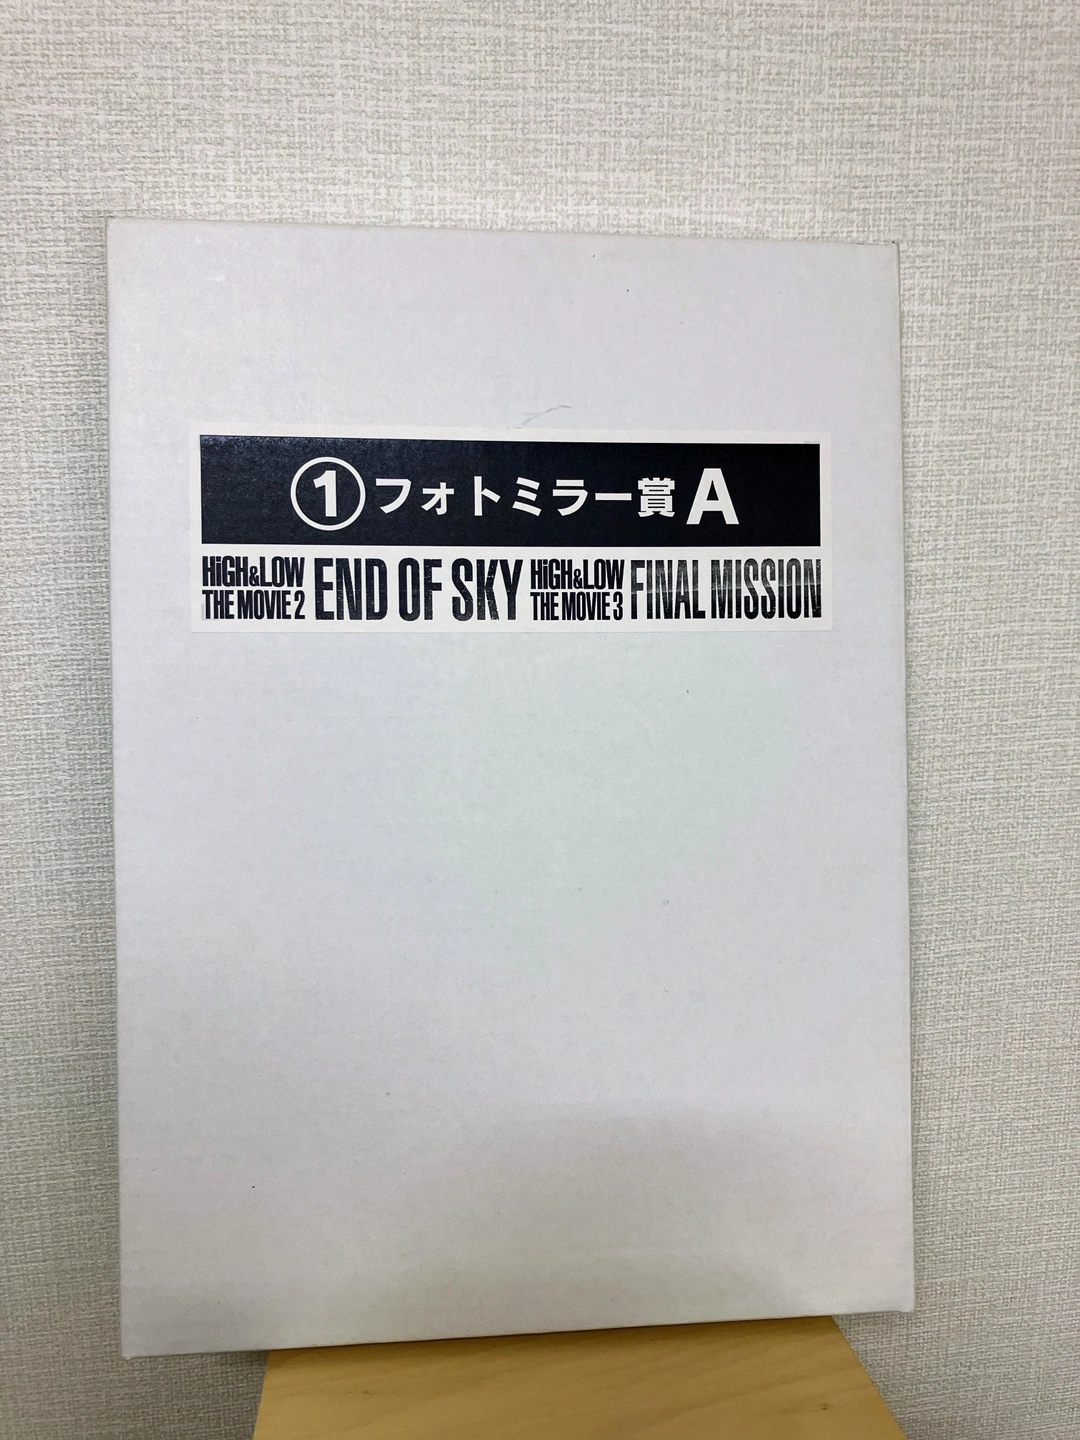 ①フォトミラー賞A
HiGH&LOW THE MOVIE 2 END OF SKY HiGH&LOW THE MOVIE 3 FINAL MISSION